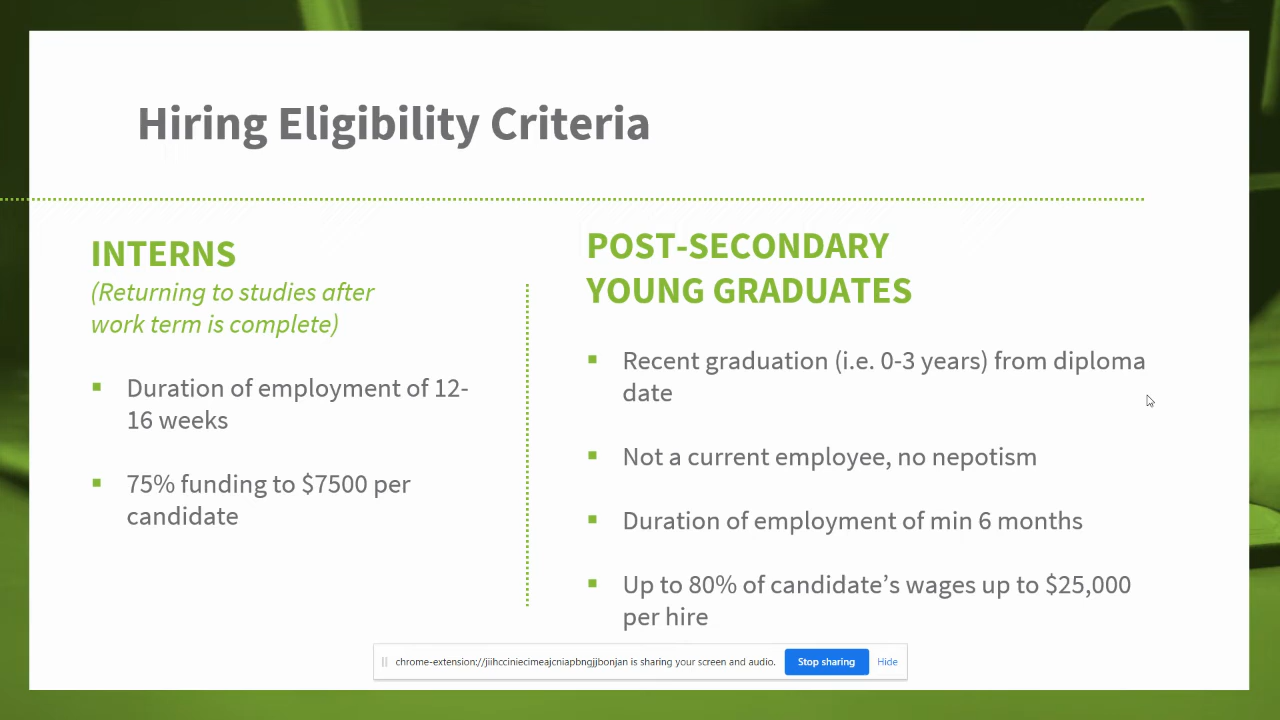 Hiring Eligibility Criteria
INTERNS
(Returning to studies after
work term is complete)
Duration of employment of 12-
16 weeks
75% funding to $7500 per
candidate
POST-SECONDARY
YOUNG GRADUATES
Recent graduation (i.e. 0-3 years) from diploma
date
Not a current employee, no nepotism
Duration of employment of min 6 months
Up to 80% of candidate’s wages up to $25,000
per hire
chrome-extension://jiihcciniecimeajcniapbngjjbonjan is sharing your screen and audio. Stop sharing Hide